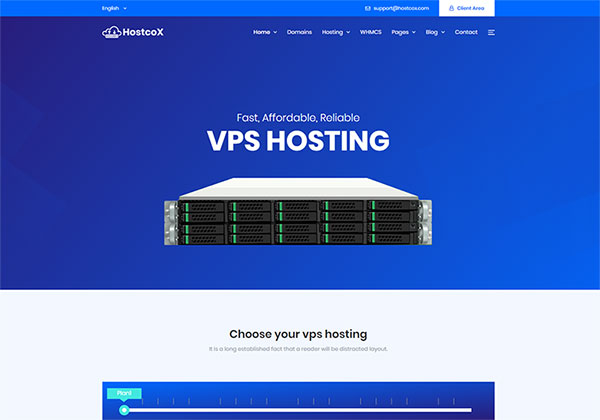 English
support@hostcox.com
Client Area
HostcoX
Home Domains Hosting WHMCS Pages Blog Contact
Fast, Affordable, Reliable
VPS HOSTING
Choose your vps hosting
It is a long established fact that a reader will be distracted layout.
Plan1